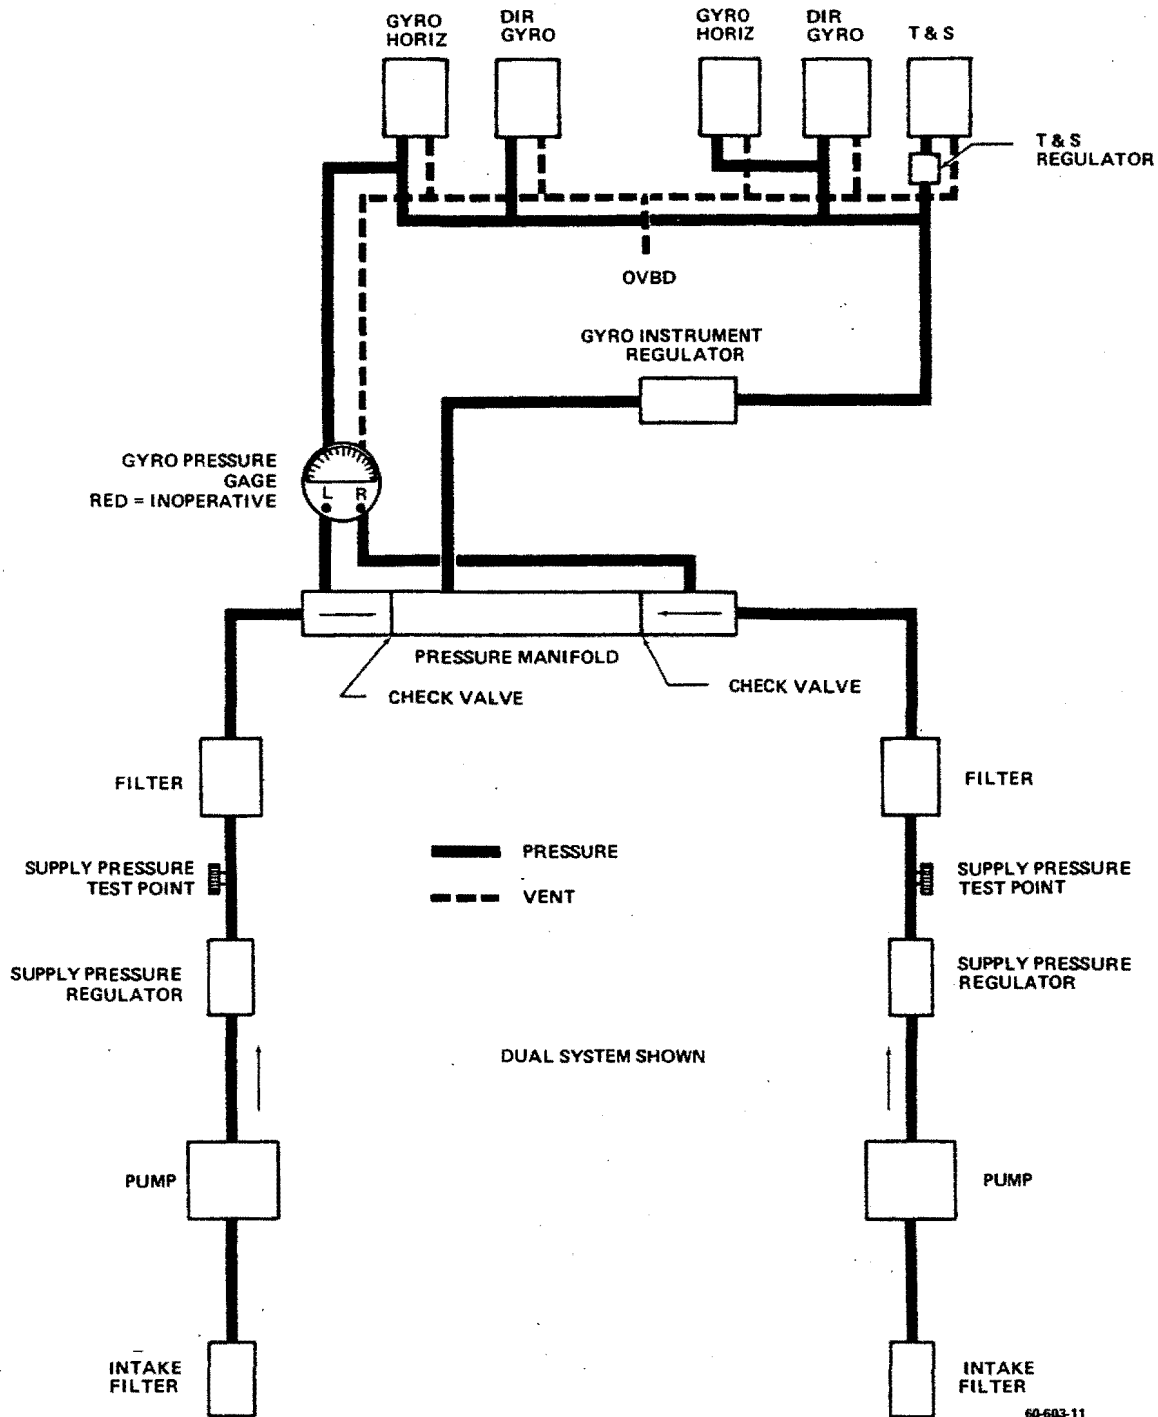 GYRO
HORIZ
DIR
GYRO
GYRO
HORIZ
DIR
GYRO
T & S
T & S
REGULATOR
OVBD
GYRO INSTRUMENT
REGULATOR
GYRO PRESSURE
GAGE
RED = INOPERATIVE
L R
PRESSURE MANIFOLD
CHECK VALVE
CHECK VALVE
FILTER
FILTER
PRESSURE
VENT
SUPPLY PRESSURE
TEST POINT
SUPPLY PRESSURE
TEST POINT
SUPPLY PRESSURE
REGULATOR
SUPPLY PRESSURE
REGULATOR
DUAL SYSTEM SHOWN
PUMP
PUMP
INTAKE
FILTER
INTAKE
FILTER
60-603-11